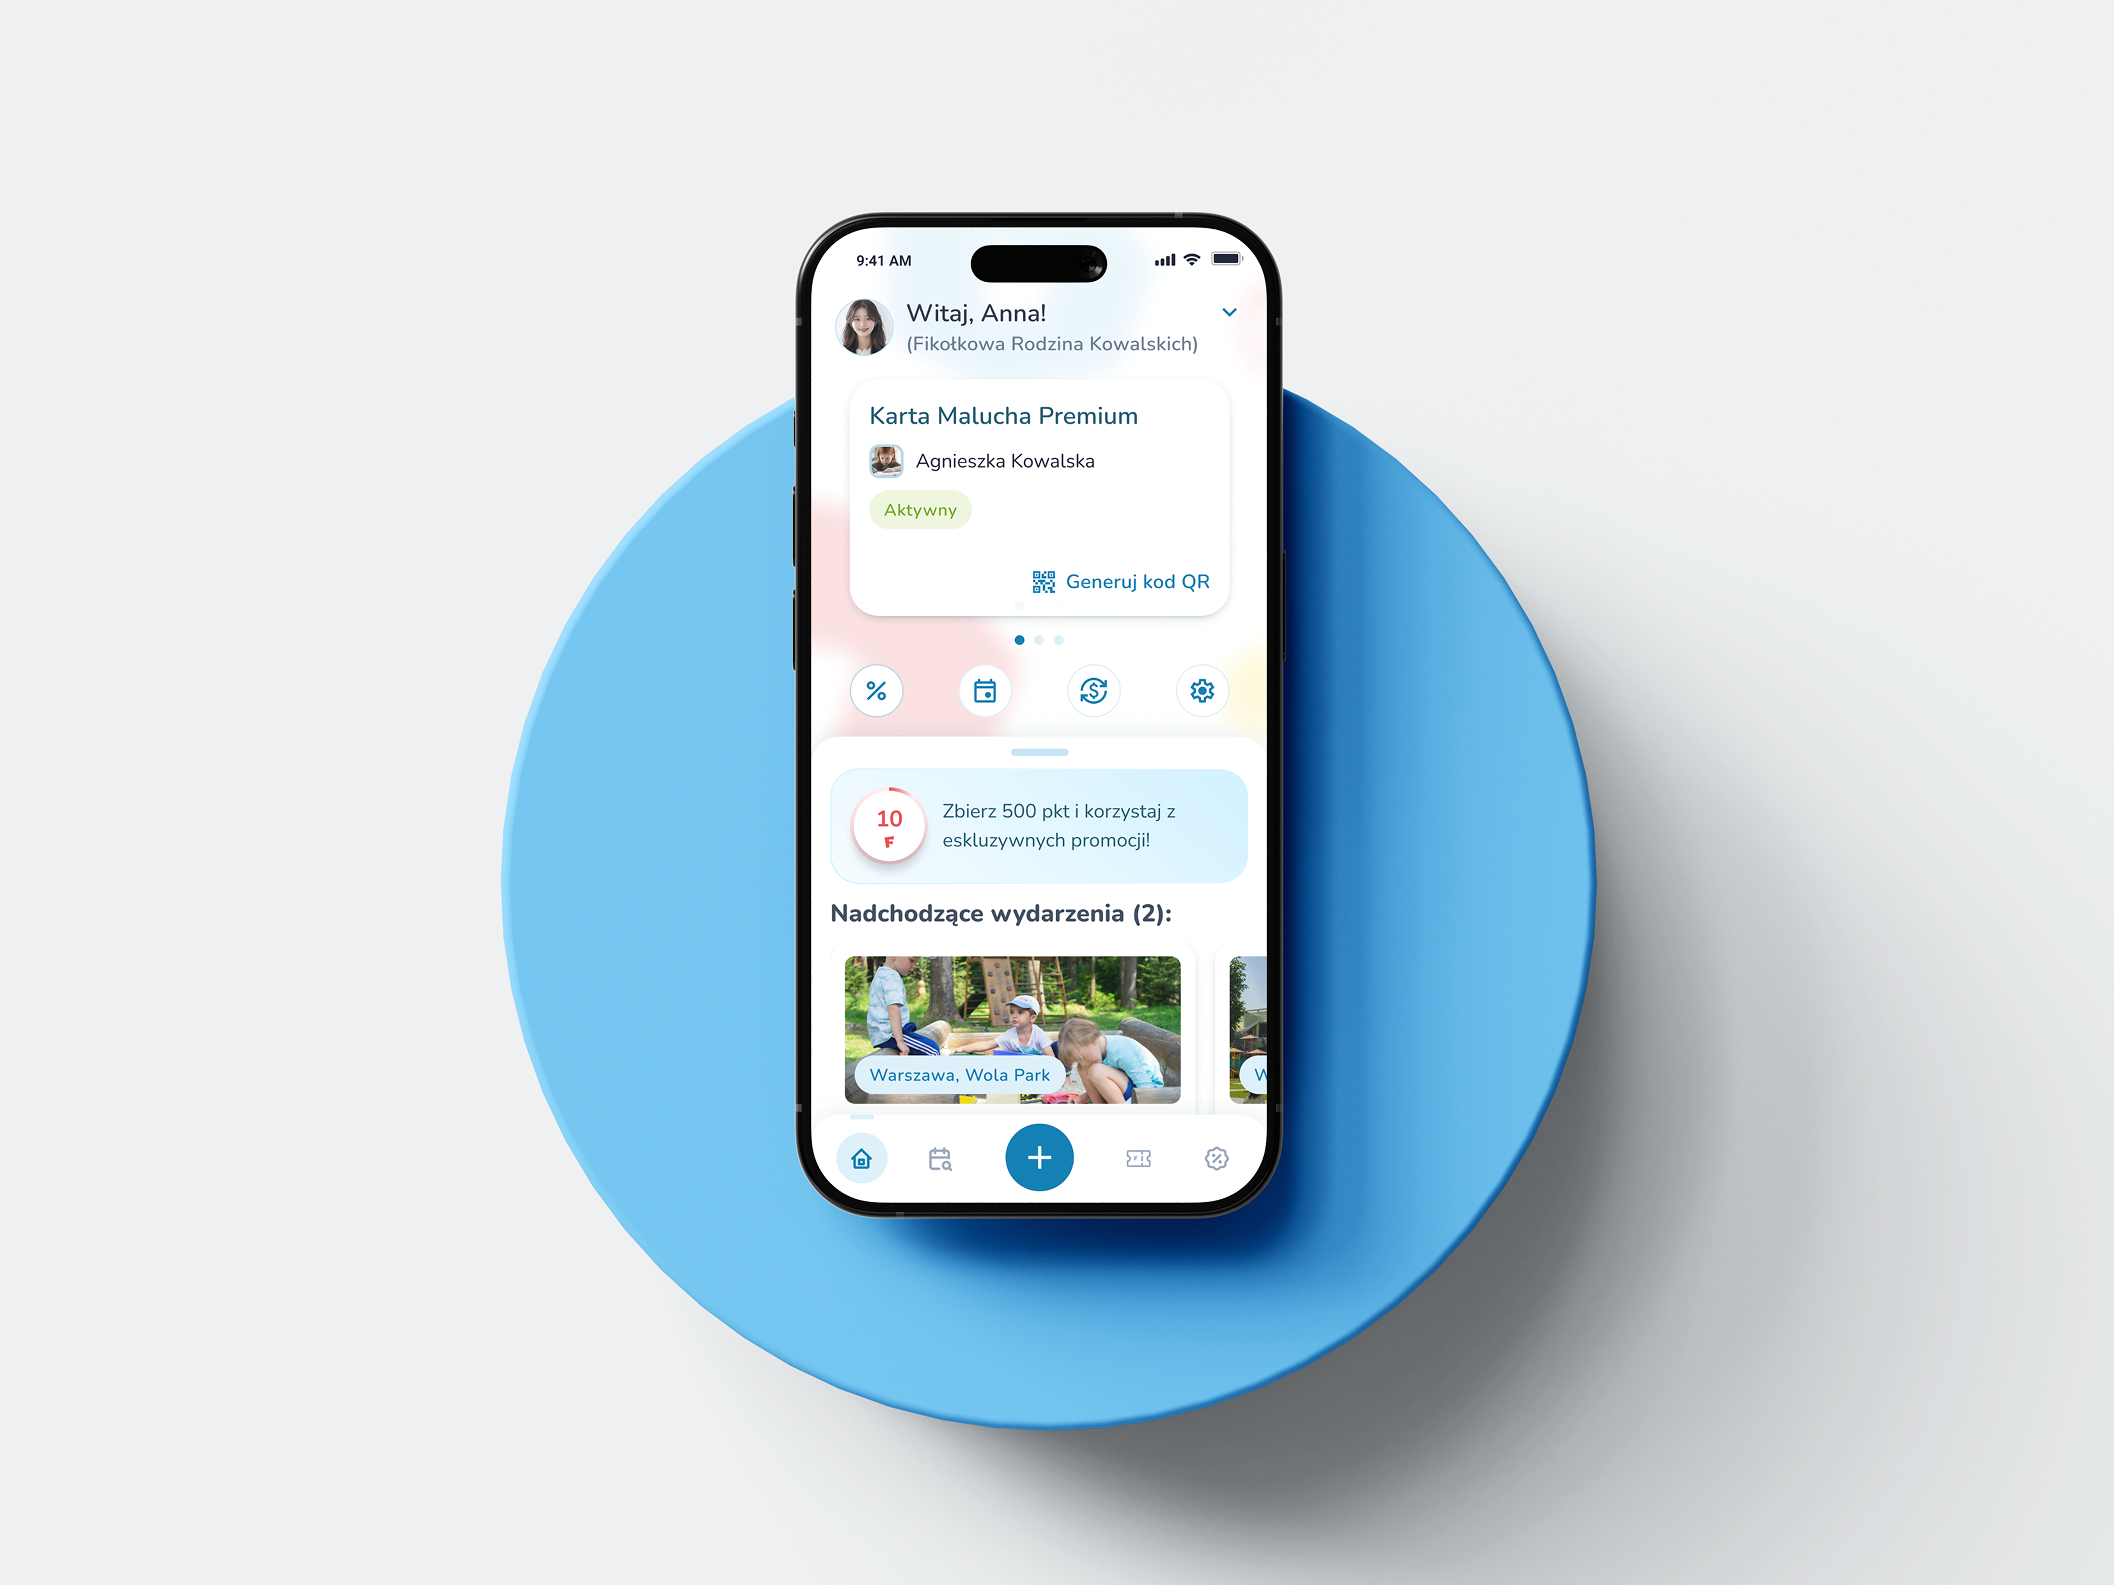 9:41 AM
Witaj, Anna!
(Fikołkowa Rodzina Kowalskich)
Karta Malucha Premium
Agnieszka Kowalska
Aktywny
Generuj kod QR
%
$
10
F
Zbierz 500 pkt i korzystaj z
eskluzywnych promocji!
Nadchodzące wydarzenia (2):
Warszawa, Wola Park
W
+